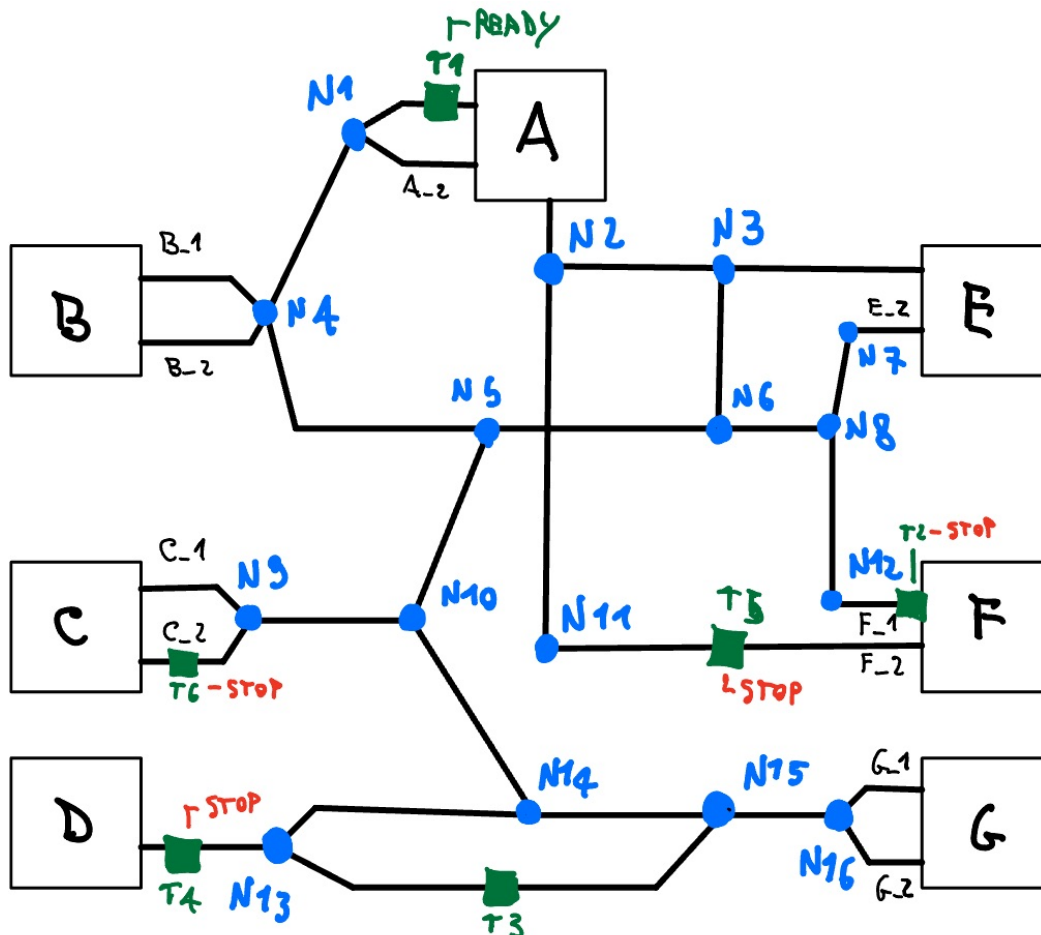 ┌ READY
T1
N1
A
A_2
N2
N3
B_1
B
N4
B_2
E
E_2
N7
N5
N6
N8
T2-STOP
C_1
N9
N10
N12
N11
T5
F
F_1
F_2
C
C_2
T6-STOP
STOP
N14
N15
G_1
D
STOP
T4
N13
T3
N16
G_2
G